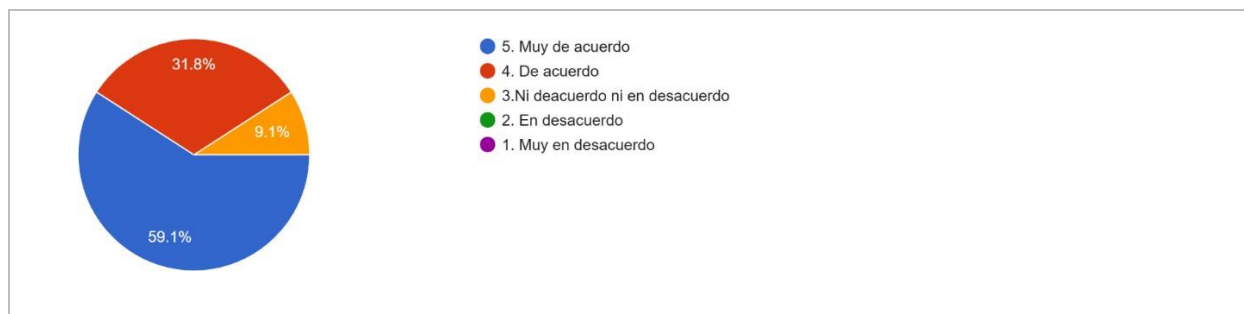 31.8%
9.1%
59.1%
5. Muy de acuerdo
4. De acuerdo
3.Ni deacuerdo ni en desacuerdo
2. En desacuerdo
1. Muy en desacuerdo